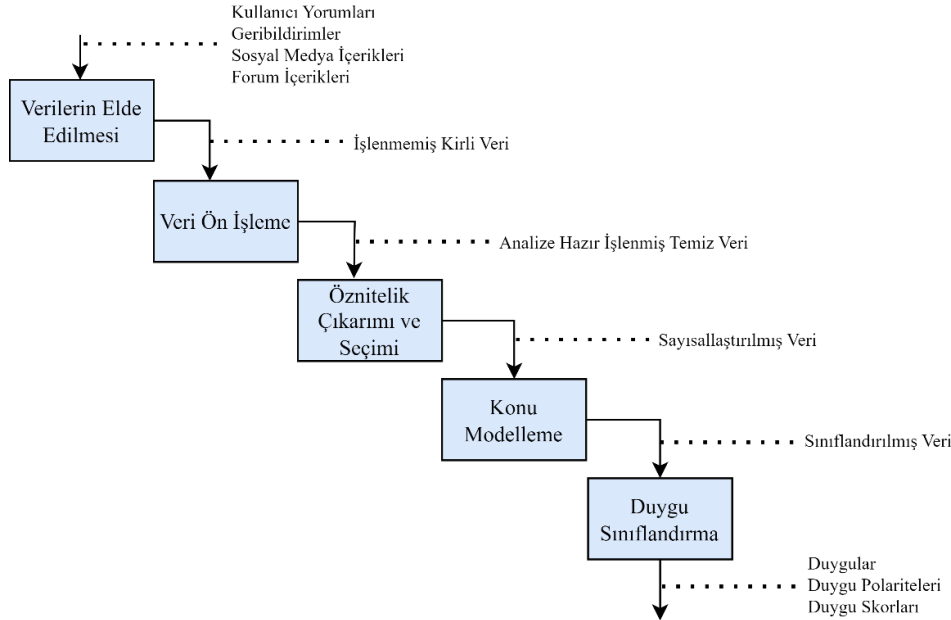 Kullanıcı Yorumları
Geribildirimler
Sosyal Medya İçerikleri
Forum İçerikleri
Verilerin Elde
Edilmesi
İşlenmemiş Kirli Veri
Veri Ön İşleme
Analize Hazır İşlenmiş Temiz Veri
Öznitelik
Çıkarımı ve
Seçimi
Sayısallaştırılmış Veri
Konu
Modelleme
Sınıflandırılmış Veri
Duygu
Sınıflandırma
Duygular
Duygu Polariteleri
Duygu Skorları